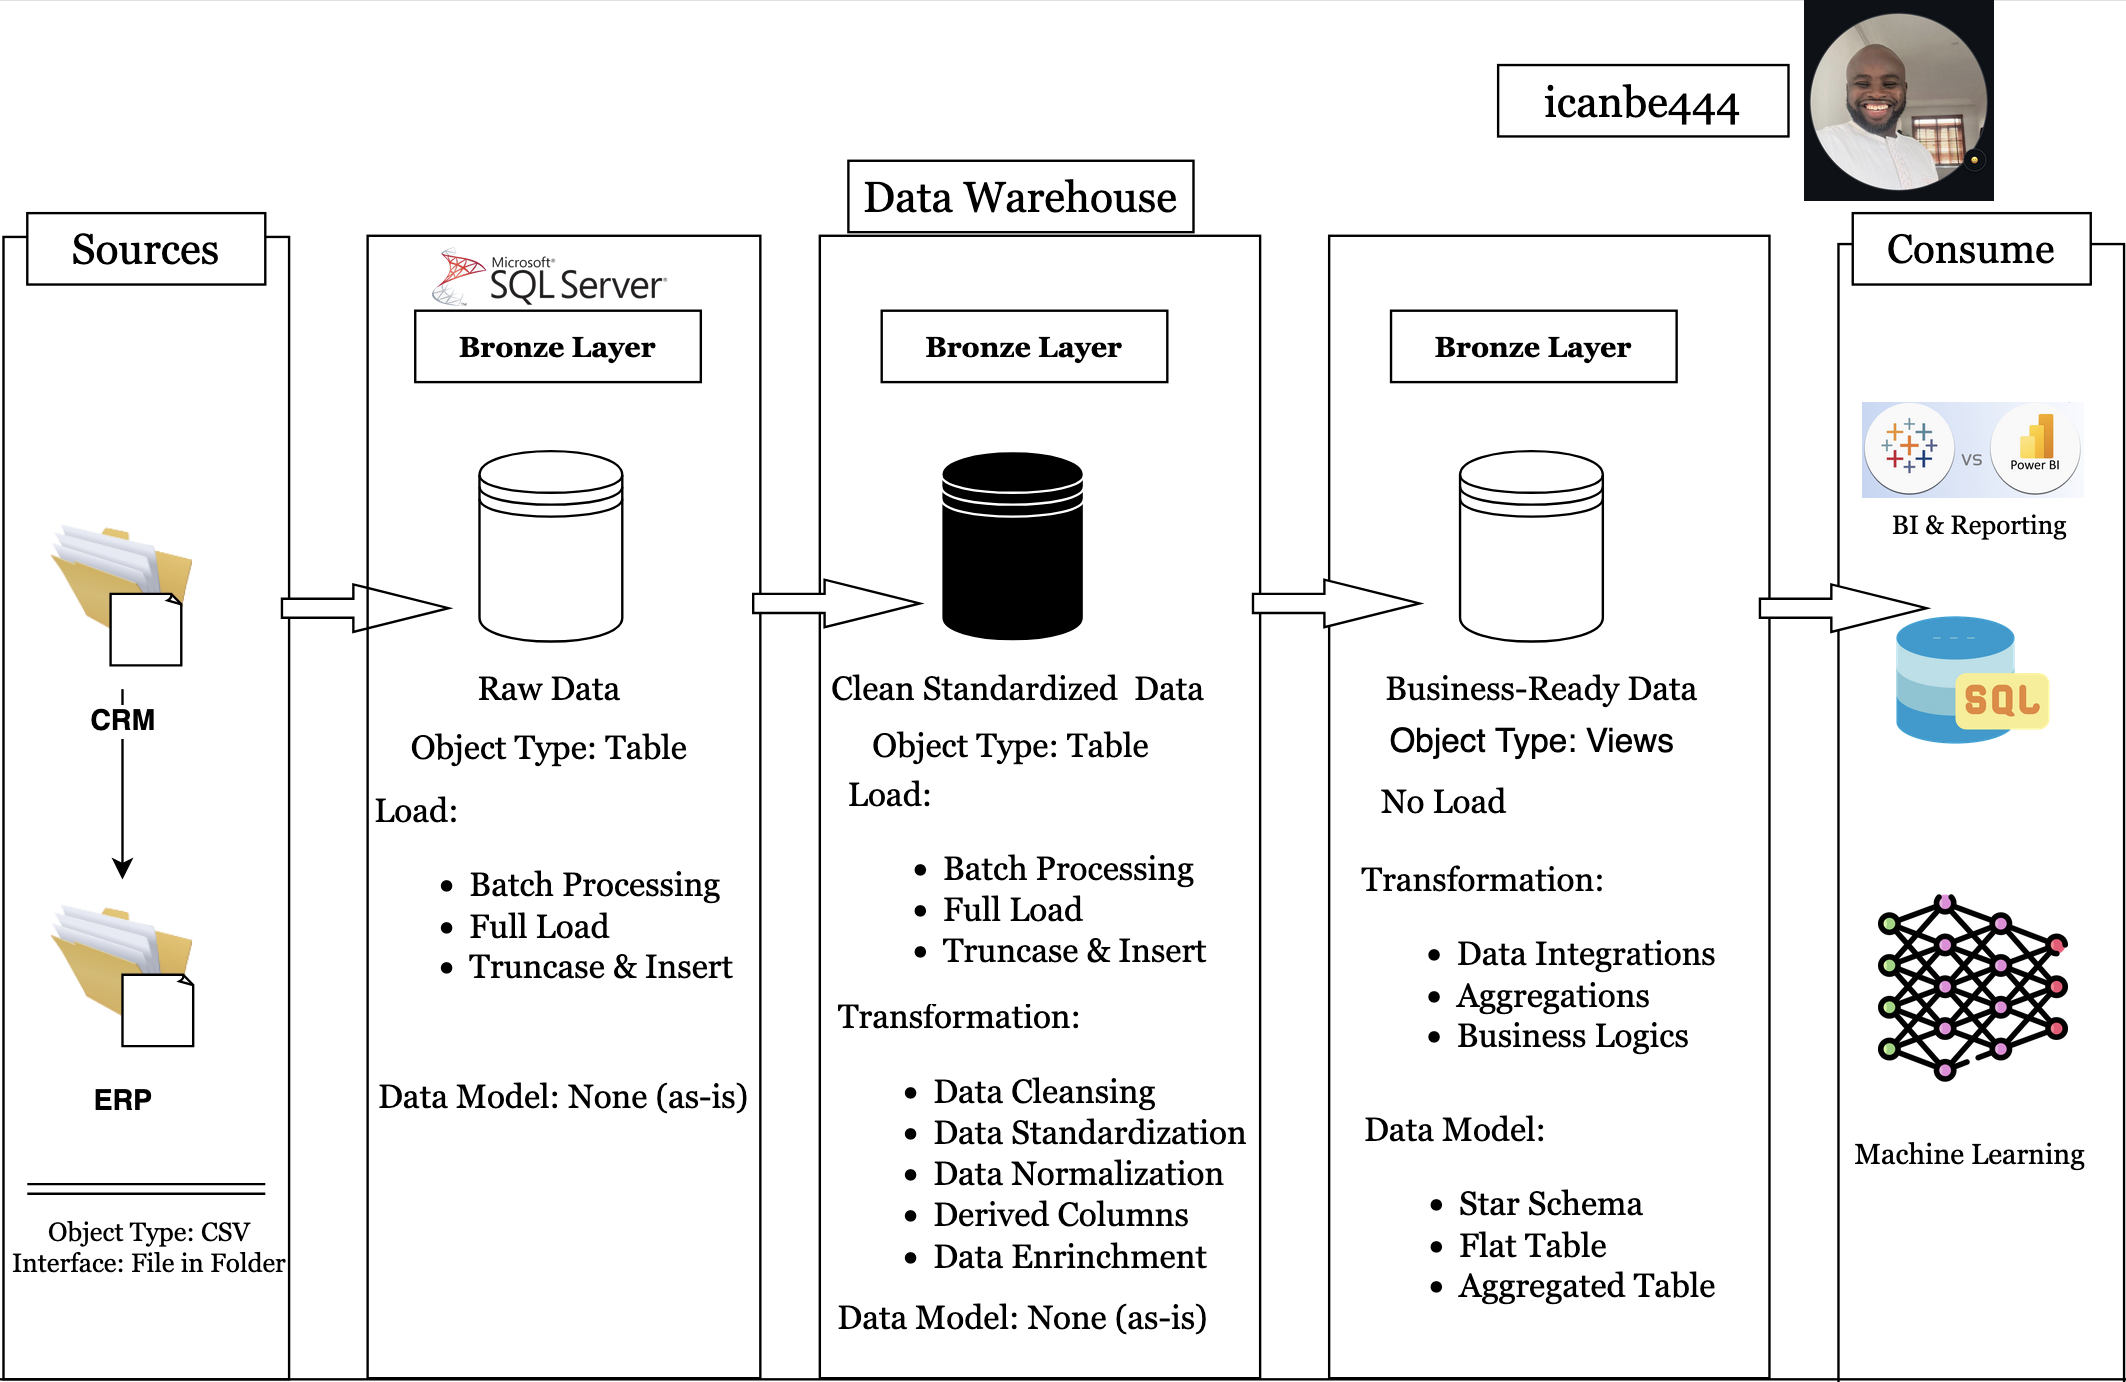 icanbe444
Data Warehouse
Sources
CRM
ERP
Object Type: CSV
Interface: File in Folder
Microsoft®
SQL Server®
Bronze Layer
Raw Data
Object Type: Table
Load:
• Batch Processing
• Full Load
• Truncase & Insert
Data Model: None (as-is)
Bronze Layer
Clean Standardized Data
Object Type: Table
Load:
• Batch Processing
• Full Load
• Truncase & Insert
Transformation:
• Data Cleansing
• Data Standardization
• Data Normalization
• Derived Columns
• Data Enrinchment
Data Model: None (as-is)
Bronze Layer
Business-Ready Data
Object Type: Views
No Load
Transformation:
• Data Integrations
• Aggregations
• Business Logics
Data Model:
• Star Schema
• Flat Table
• Aggregated Table
Consume
VS
Power BI
BI & Reporting
SQL
Machine Learning